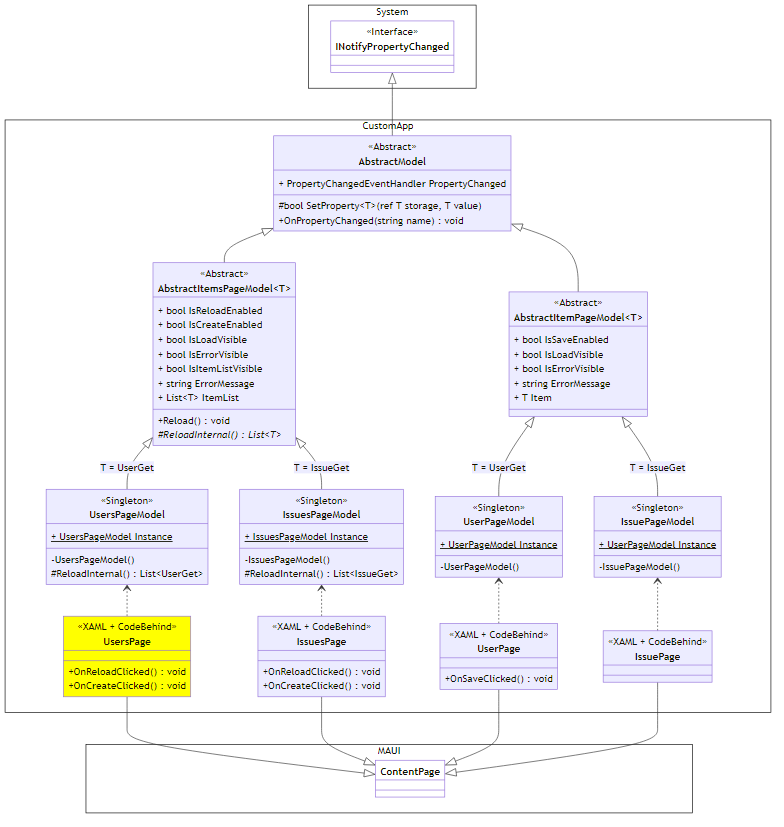 System
«Interface»
INotifyPropertyChanged
CustomApp
«Abstract»
AbstractModel
+ PropertyChangedEventHandler PropertyChanged
#bool SetProperty<T>(ref T storage, T value)
+OnPropertyChanged(string name) : void
«Abstract»
AbstractItemsPageModel<T>
+ bool IsReloadEnabled
+ bool IsCreateEnabled
+ bool IsLoadVisible
+ bool IsErrorVisible
+ bool IsItemListVisible
+ string ErrorMessage
+ List<T> ItemList
+Reload() : void
#ReloadInternal() : List<T>
«Abstract»
AbstractItemPageModel<T>
+ bool IsSaveEnabled
+ bool IsLoadVisible
+ bool IsErrorVisible
+ string ErrorMessage
+ T Item
T = UserGet
T = IssueGet
T = UserGet
T = IssueGet
«Singleton»
UsersPageModel
+ UsersPageModel Instance
-UsersPageModel()
#ReloadInternal() : List<UserGet>
«Singleton»
IssuesPageModel
+ IssuesPageModel Instance
-IssuesPageModel()
#ReloadInternal() : List<IssueGet>
«Singleton»
UserPageModel
+ UserPageModel Instance
-UserPageModel()
«Singleton»
IssuePageModel
+ UserPageModel Instance
-IssuePageModel()
«XAML + CodeBehind»
UsersPage
+OnReloadClicked() : void
+OnCreateClicked() : void
«XAML + CodeBehind»
IssuesPage
+OnReloadClicked() : void
+OnCreateClicked() : void
«XAML + CodeBehind»
UserPage
+OnSaveClicked() : void
«XAML + CodeBehind»
IssuePage
MAUI
ContentPage